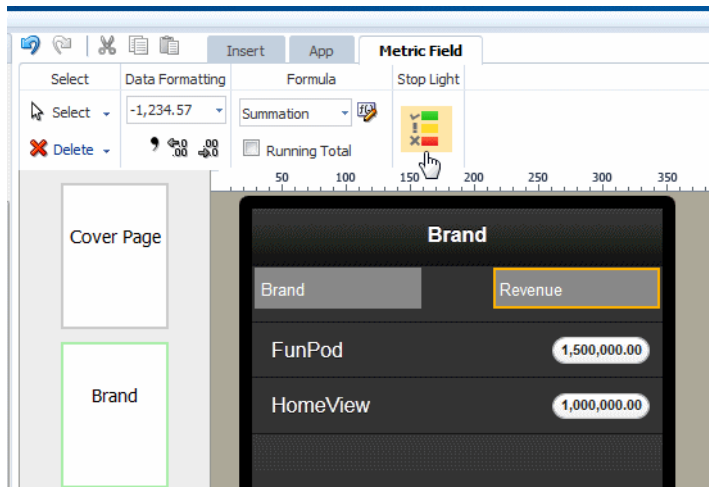 Insert App Metric Field
Select Data Formatting Formula Stop Light
Select -1,234.57 Summation
Delete Running Total
50 100 150 200 250 300 350
Cover Page
Brand
Brand
Brand Revenue
FunPod 1,500,000.00
HomeView 1,000,000.00